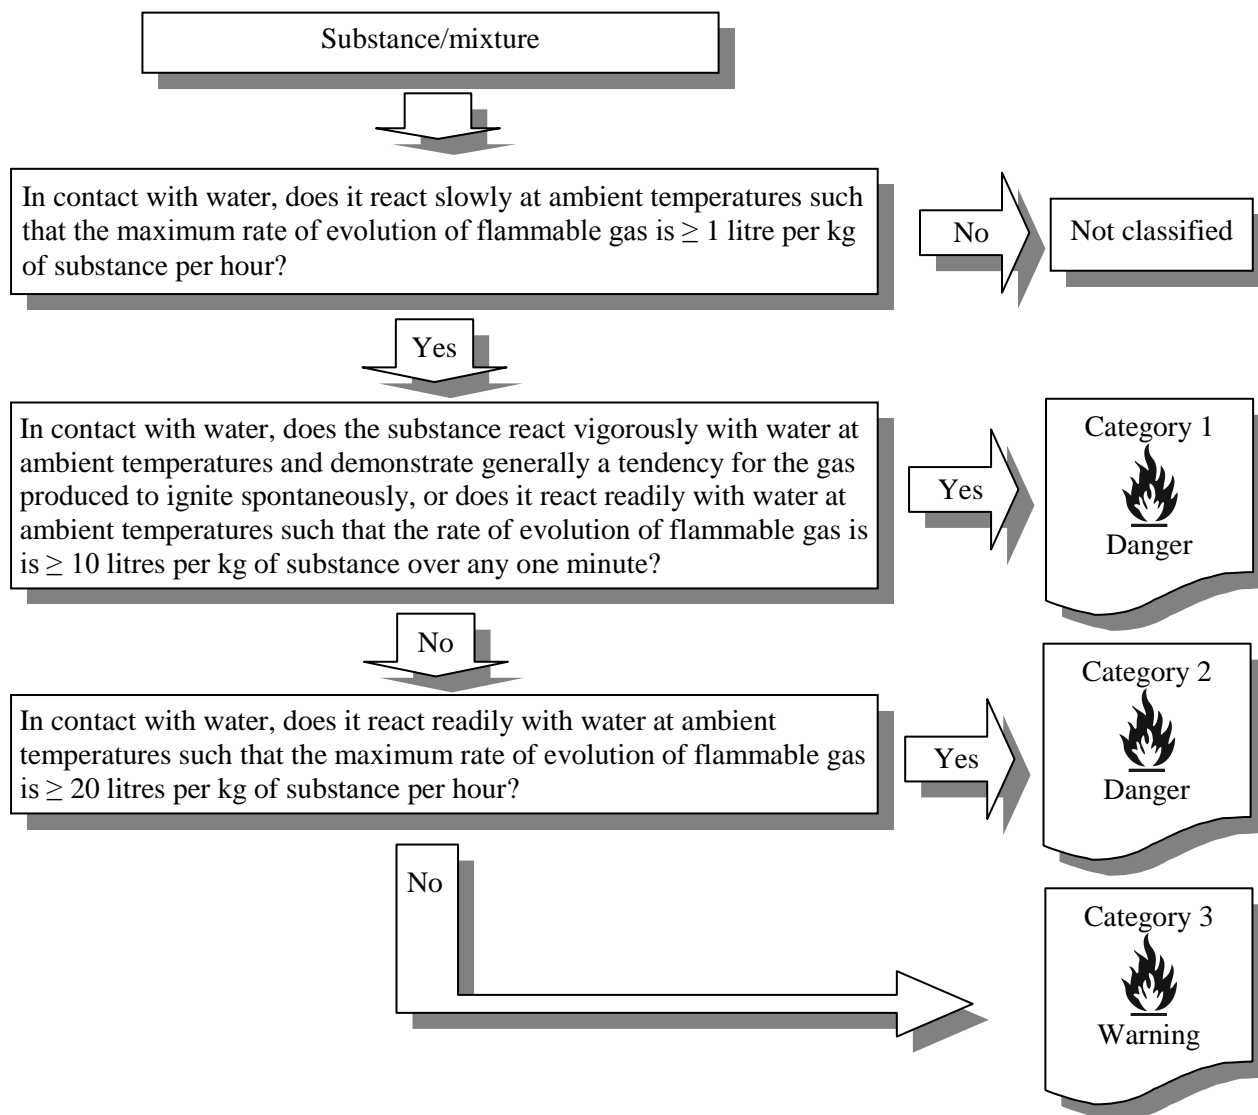 Substance/mixture
In contact with water, does it react slowly at ambient temperatures such
that the maximum rate of evolution of flammable gas is ≥ 1 litre per kg
of substance per hour?
No
Not classified
Yes
In contact with water, does the substance react vigorously with water at
ambient temperatures and demonstrate generally a tendency for the gas
produced to ignite spontaneously, or does it react readily with water at
ambient temperatures such that the rate of evolution of flammable gas is
is ≥ 10 litres per kg of substance over any one minute?
Yes
Category 1
Danger
No
In contact with water, does it react readily with water at ambient
temperatures such that the maximum rate of evolution of flammable gas
is ≥ 20 litres per kg of substance per hour?
Yes
Category 2
Danger
No
Category 3
Warning